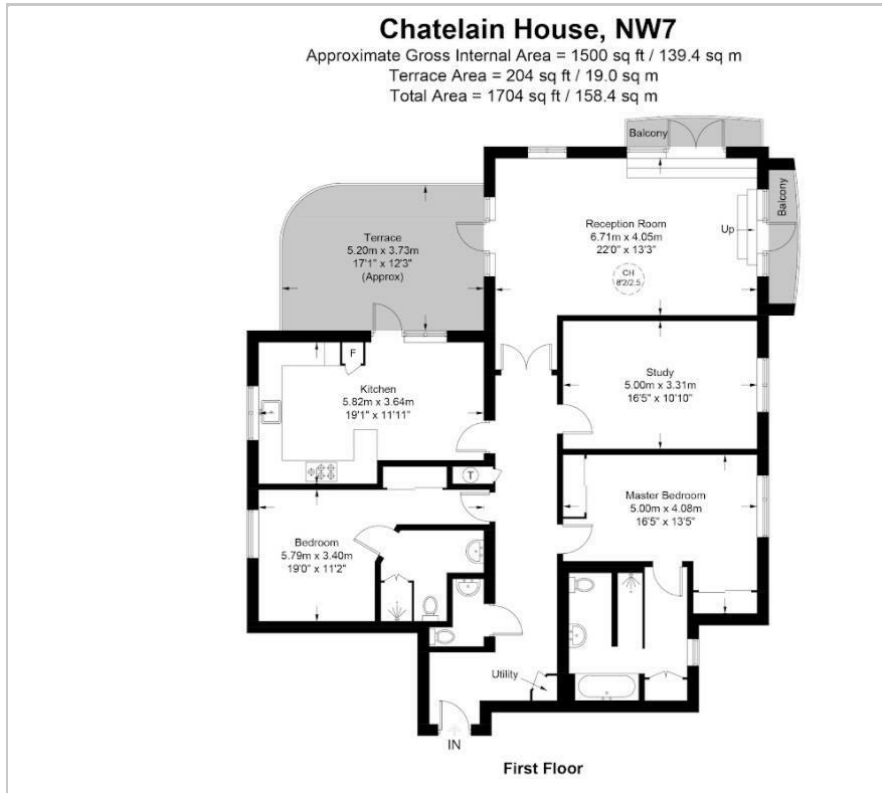 Chatelain House, NW7
Approximate Gross Internal Area = 1500 sq ft / 139.4 sq m
Terrace Area = 204 sq ft / 19.0 sq m
Total Area = 1704 sq ft / 158.4 sq m
Balcony
Balcony
Terrace
5.20m x 3.73m
17'1" x 12'3"
(Approx)
Reception Room
6.71m x 4.05m
22'0" x 13'3"
Up
CH
8'2/2.5
F
Kitchen
5.82m x 3.64m
19'1" x 11'11"
Study
5.00m x 3.31m
16'5" x 10'10"
T
Master Bedroom
5.00m x 4.08m
16'5" x 13'5"
Bedroom
5.79m x 3.40m
19'0" x 11'2"
Utility
IN
First Floor